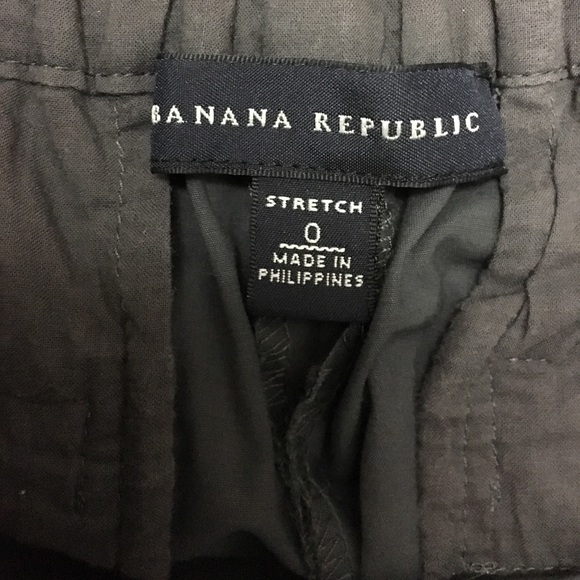 BANANA REPUBLIC
STRETCH
0
MADE IN
PHILIPPINES